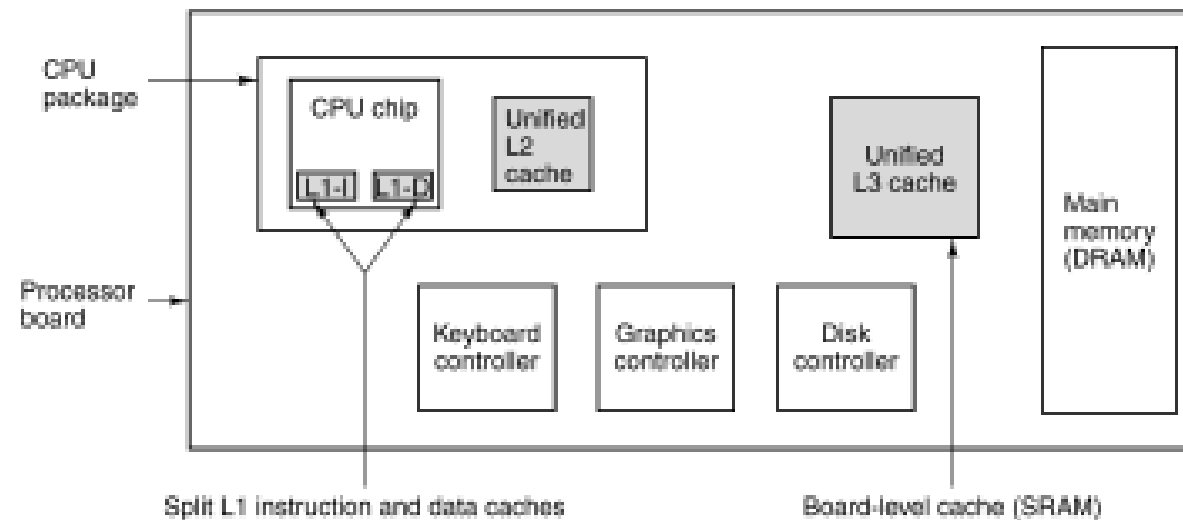 CPU
package
CPU chip
L1-I
L1-D
Unified
L2
cache
Unified
L3 cache
Main
memory
(DRAM)
Processor
board
Keyboard
controller
Graphics
controller
Disk
controller
Split L1 instruction and data caches
Board-level cache (SRAM)